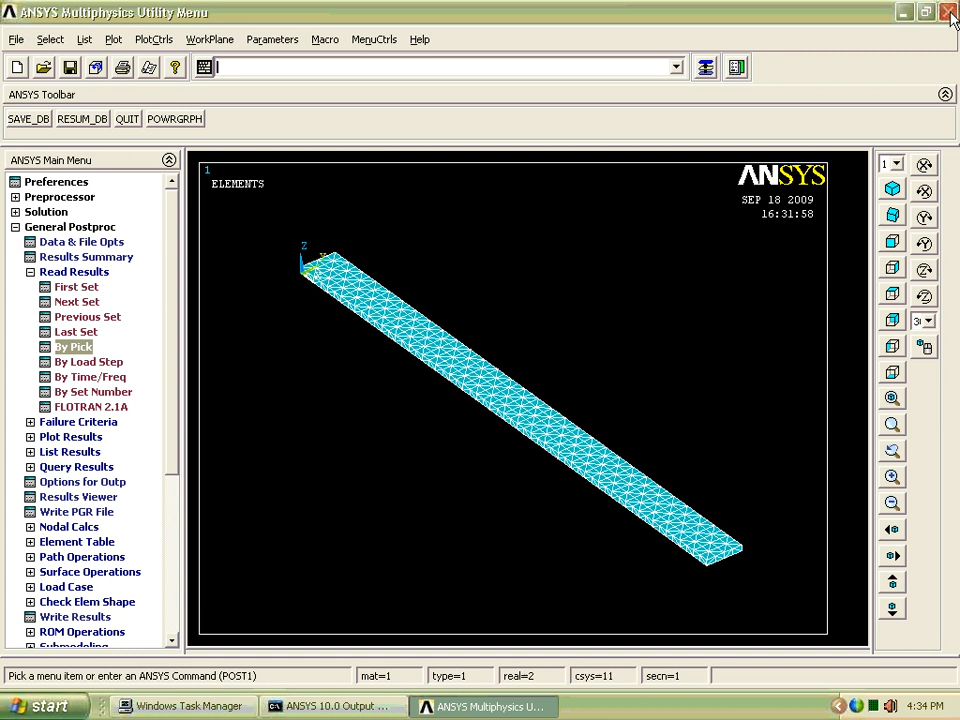 ANSYS Multiphysics Utility Menu
File Select List Plot PlotCtrls WorkPlane Parameters Macro MenuCtrls Help
ANSYS Toolbar
SAVE_DB RESUM_DB QUIT POWRGRPH
ANSYS Main Menu
Preferences
Preprocessor
Solution
General Postproc
Data & File Opts
Results Summary
Read Results
First Set
Next Set
Previous Set
Last Set
By Pick
By Load Step
By Time/Freq
By Set Number
FLOTRAN 2.1A
Failure Criteria
Plot Results
List Results
Query Results
Options for Outp
Results Viewer
Write PGR File
Nodal Calcs
Element Table
Path Operations
Surface Operations
Load Case
Check Elem Shape
Write Results
ROM Operations
Submodeling
1
ELEMENTS
ANSYS
SEP 18 2009
16:31:58
Z
Y
1
X
X
Y
Y
Z
Z
Pick a menu item or enter an ANSYS Command (POST1) mat=1 type=1 real=2 csys=11 secn=1
start Windows Task Manager ANSYS 10.0 Output ... ANSYS Multiphysics U... 4:34 PM